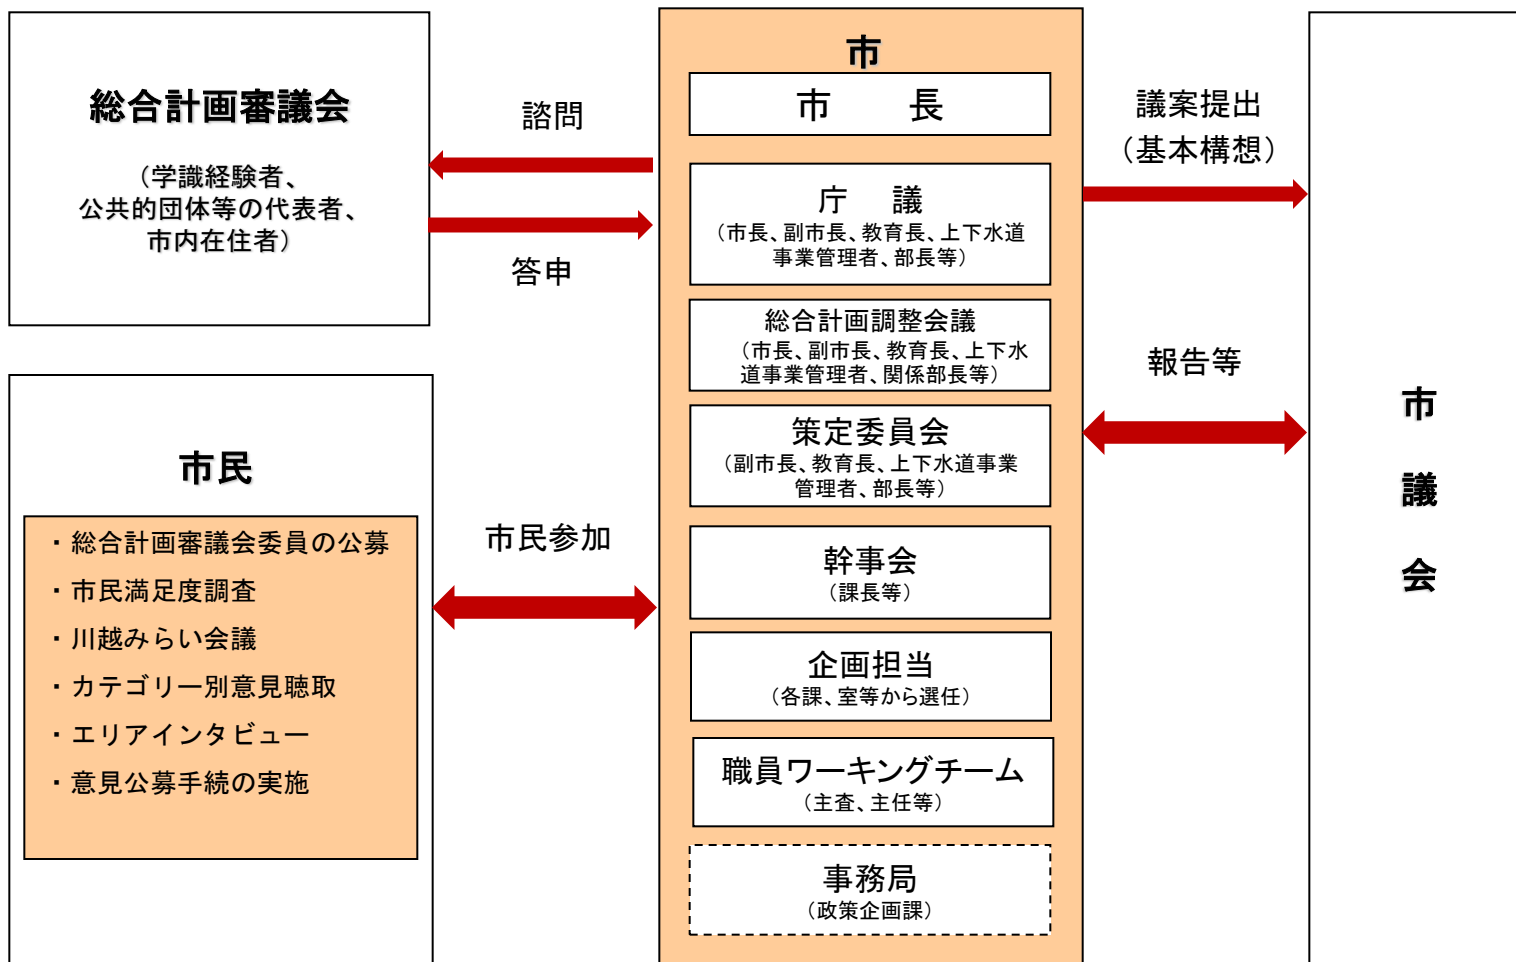 総合計画審議会
（学識経験者、
公共的団体等の代表者、
市内在住者）
諮問
答申
市民
・総合計画審議会委員の公募
・市民満足度調査
・川越みらい会議
・カテゴリー別意見聴取
・エリアインタビュー
・意見公募手続の実施
市民参加
市
市　　長
庁　議
（市長、副市長、教育長、上下水道
事業管理者、部長等）
総合計画調整会議
（市長、副市長、教育長、上下水
道事業管理者、関係部長等）
策定委員会
（副市長、教育長、上下水道事業
管理者、部長等）
幹事会
（課長等）
企画担当
（各課、室等から選任）
職員ワーキングチーム
（主査、主任等）
事務局
（政策企画課）
議案提出
（基本構想）
報告等
市
議
会